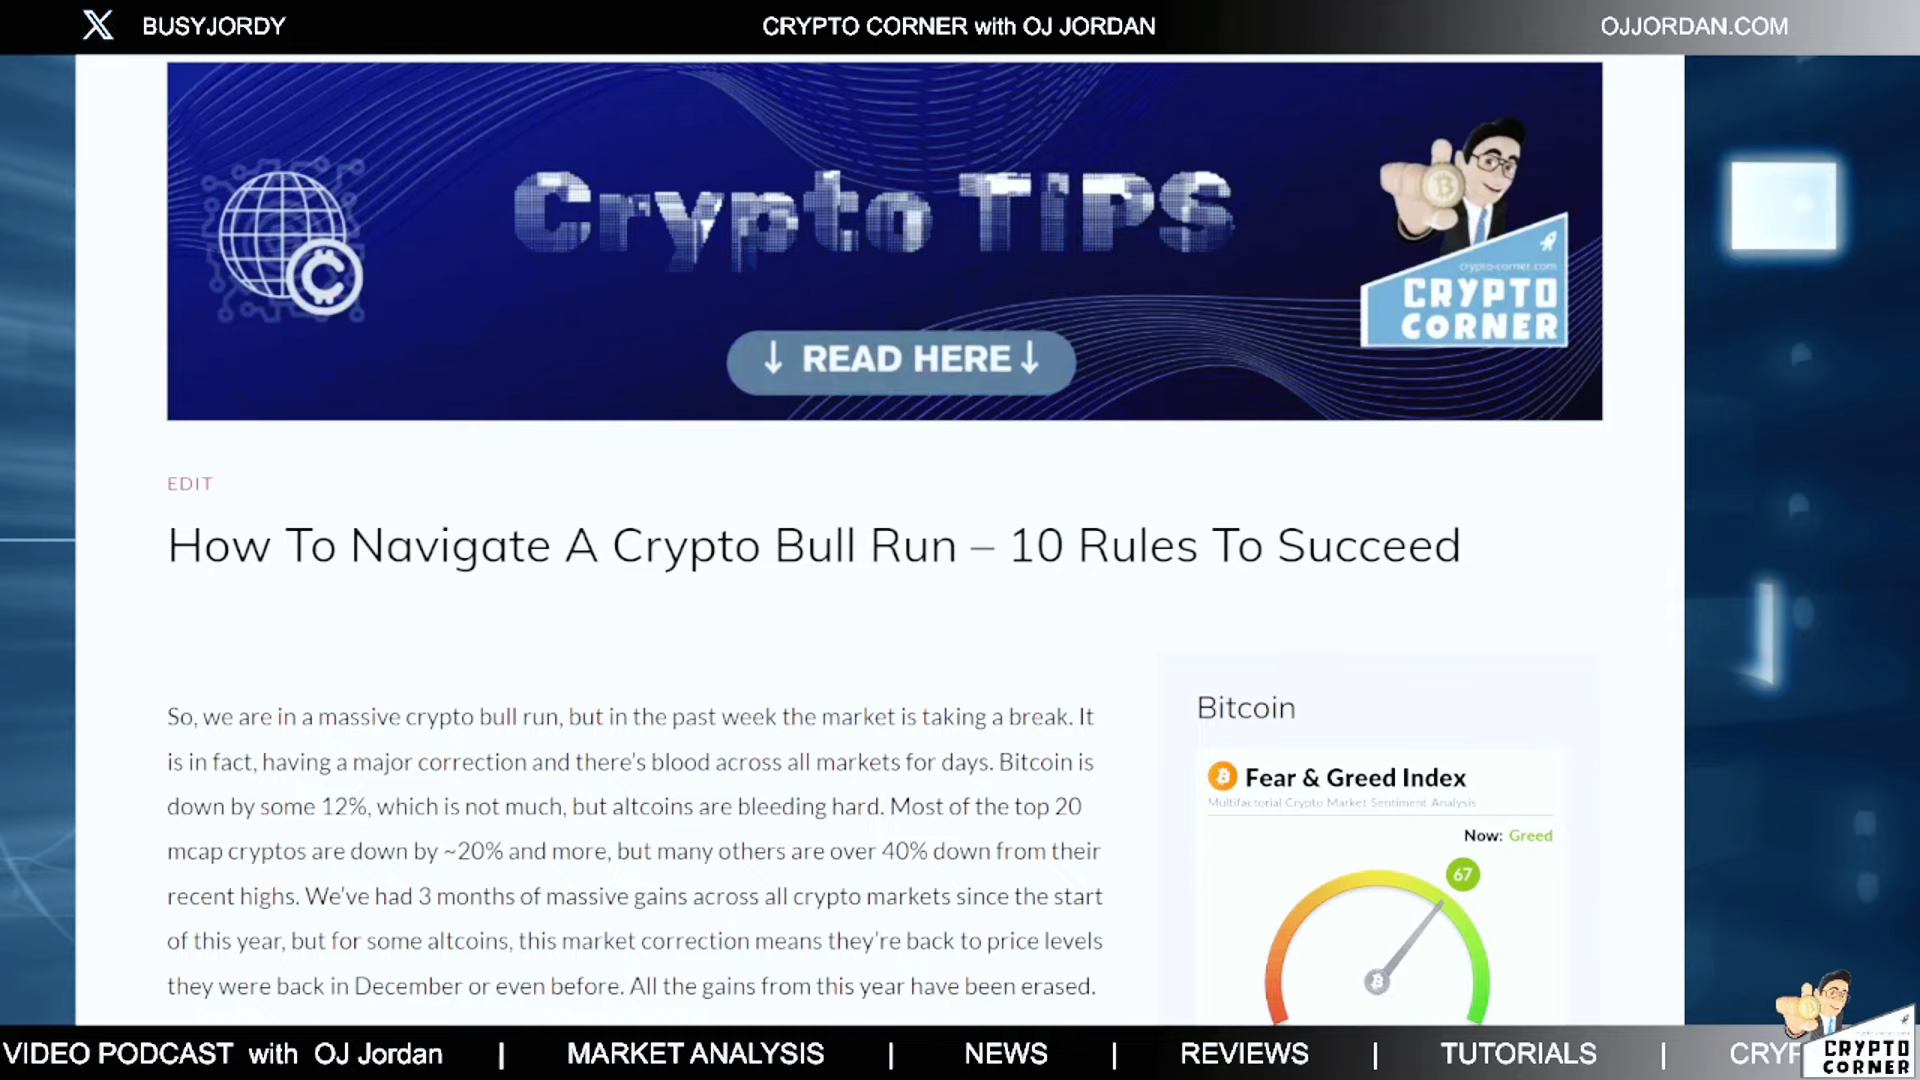 BUSYJORDY
CRYPTO CORNER with OJ JORDAN
OJJORDAN.COM
Crypto TIPS
crypto-corner.com
CRYPTO
CORNER
↓ READ HERE ↓
EDIT
How To Navigate A Crypto Bull Run – 10 Rules To Succeed
So, we are in a massive crypto bull run, but in the past week the market is taking a break. It
is in fact, having a major correction and there's blood across all markets for days. Bitcoin is
down by some 12%, which is not much, but altcoins are bleeding hard. Most of the top 20
mcap cryptos are down by ~20% and more, but many others are over 40% down from their
recent highs. We've had 3 months of massive gains across all crypto markets since the start
of this year, but for some altcoins, this market correction means they're back to price levels
they were back in December or even before. All the gains from this year have been erased.
Bitcoin
Fear & Greed Index
Multifactorial Crypto Market Sentiment Analysis
Now: Greed
67
VIDEO PODCAST with OJ Jordan | MARKET ANALYSIS | NEWS | REVIEWS | TUTORIALS | CRYP
CRYPTO
CORNER